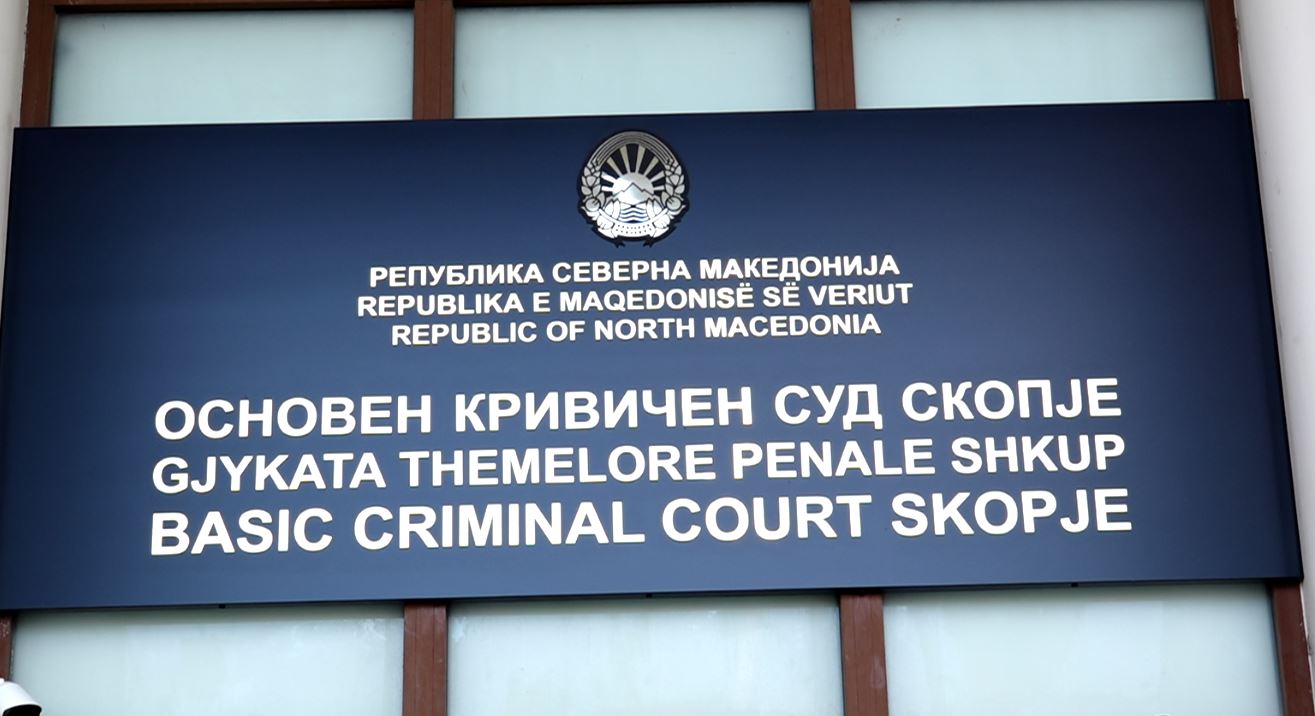 РЕПУБЛИКА СЕВЕРНА МАКЕДОНИЈА
REPUBLIKA E MAQEDONISË SË VERIUT
REPUBLIC OF NORTH MACEDONIA
ОСНОВЕН КРИВИЧЕН СУД СКОПЈЕ
GJYKATA THEMELORE PENALE SHKUP
BASIC CRIMINAL COURT SKOPJE